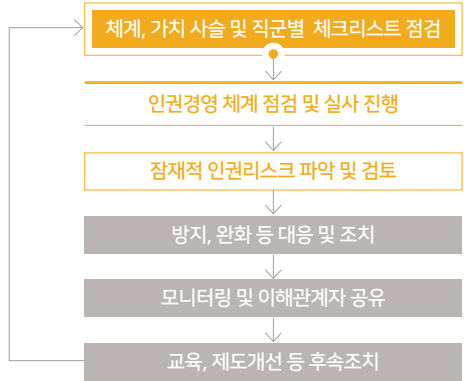 체계, 가치 사슬 및 직군별 체크리스트 점검
인권경영 체계 점검 및 실사 진행
잠재적 인권리스크 파악 및 검토
방지, 완화 등 대응 및 조치
모니터링 및 이해관계자 공유
교육, 제도개선 등 후속조치